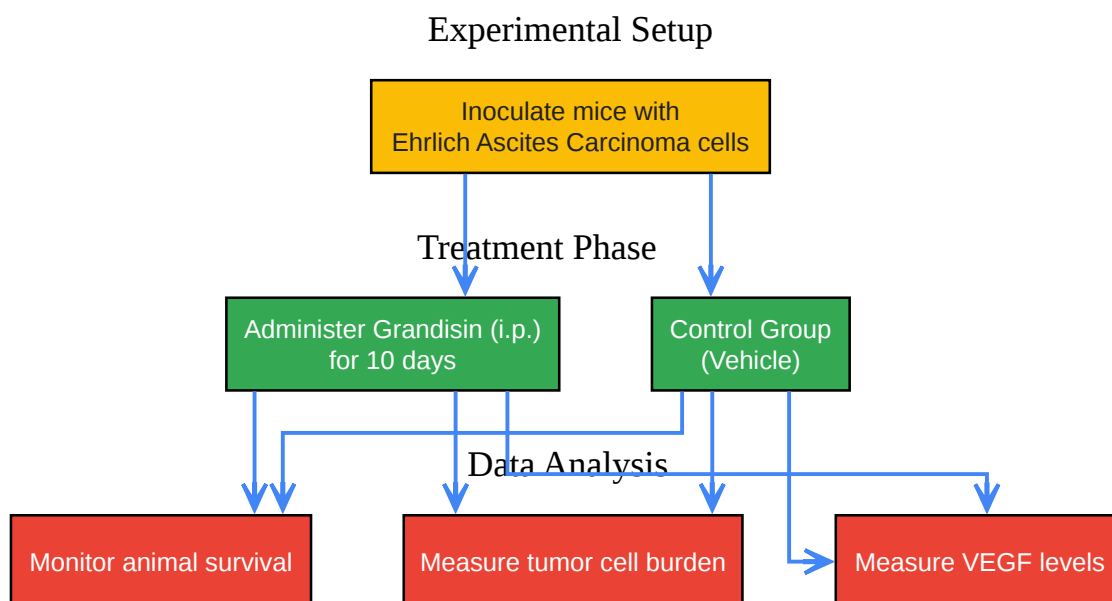 Experimental Setup
Inoculate mice with
Ehrlich Ascites Carcinoma cells
Treatment Phase
Administer Grandisin (i.p.)
for 10 days
Control Group
(Vehicle)
Data Analysis
Monitor animal survival
Measure tumor cell burden
Measure VEGF levels